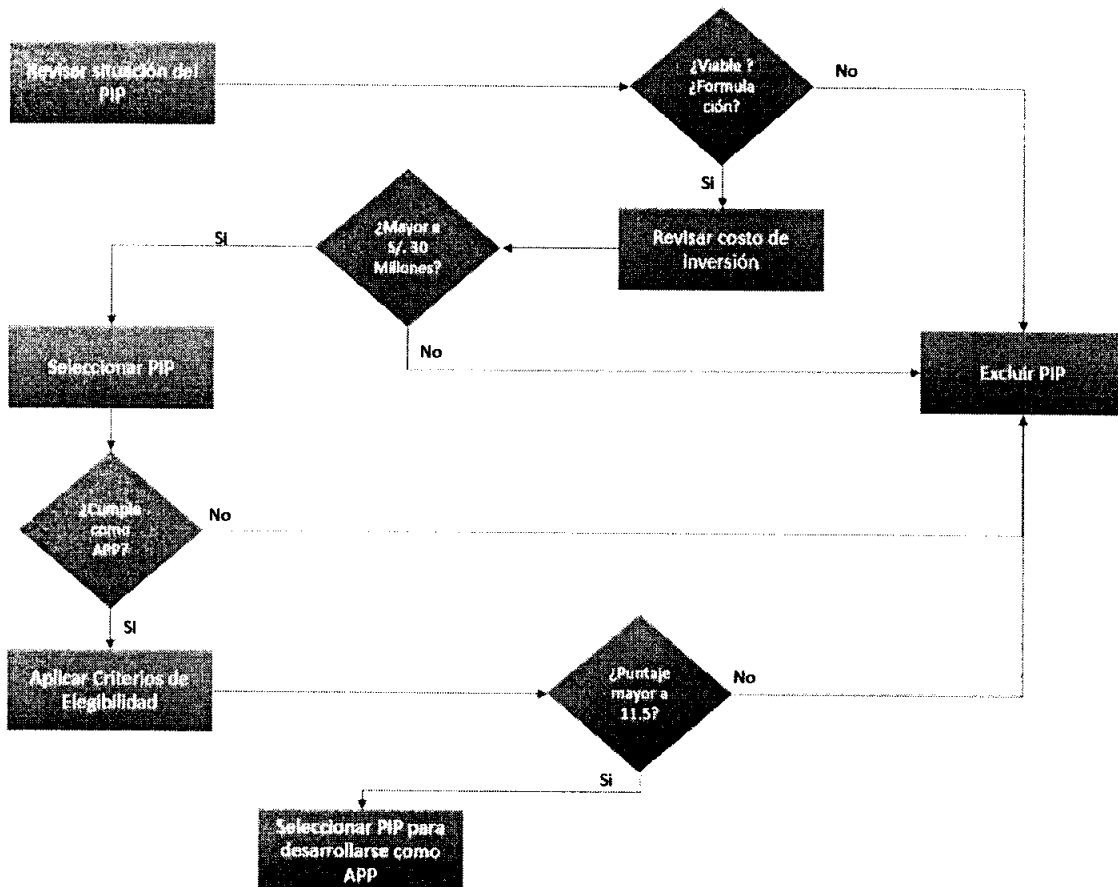 Revisar situación del
PIP
¿Viable ?
¿Formula
ción?
No
Si
Revisar costo de
Inversión
¿Mayor a
S/. 30
Millones?
Si
No
Seleccionar PIP
Excluír PIP
¿Cumple
como
APP?
No
Si
Aplicar Criterios de
Elegibilidad
¿Puntaje
mayor a
11.5?
No
Si
Seleccionar PIP para
desarrollarse como
APP